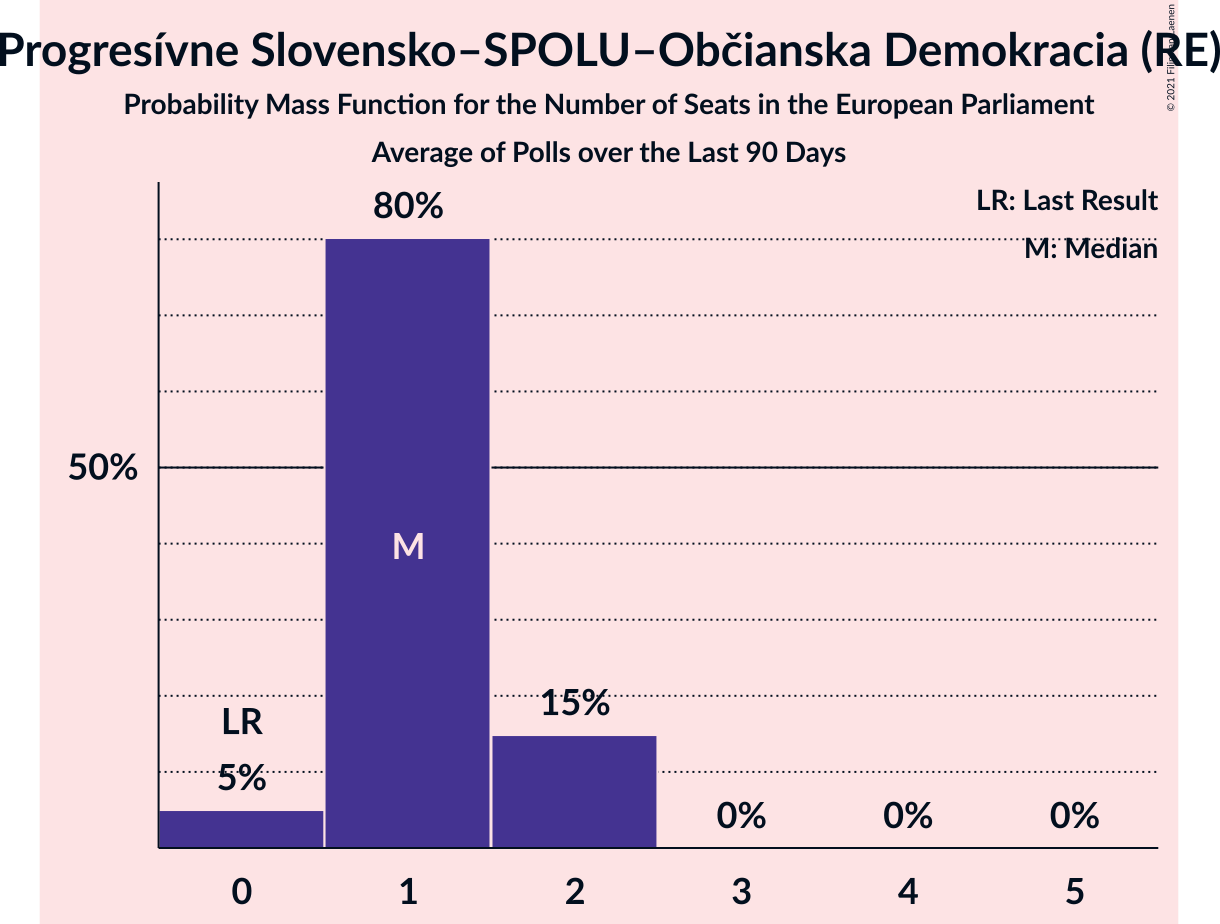 Progresívne Slovensko–SPOLU–Občianska Demokracia (RE)
Probability Mass Function for the Number of Seats in the European Parliament
Average of Polls over the Last 90 Days
© 2021
LR: Last Result
M: Median
80%
50%
M
15%
LR
5%
0% 0% 0%
0 1 2 3 4 5